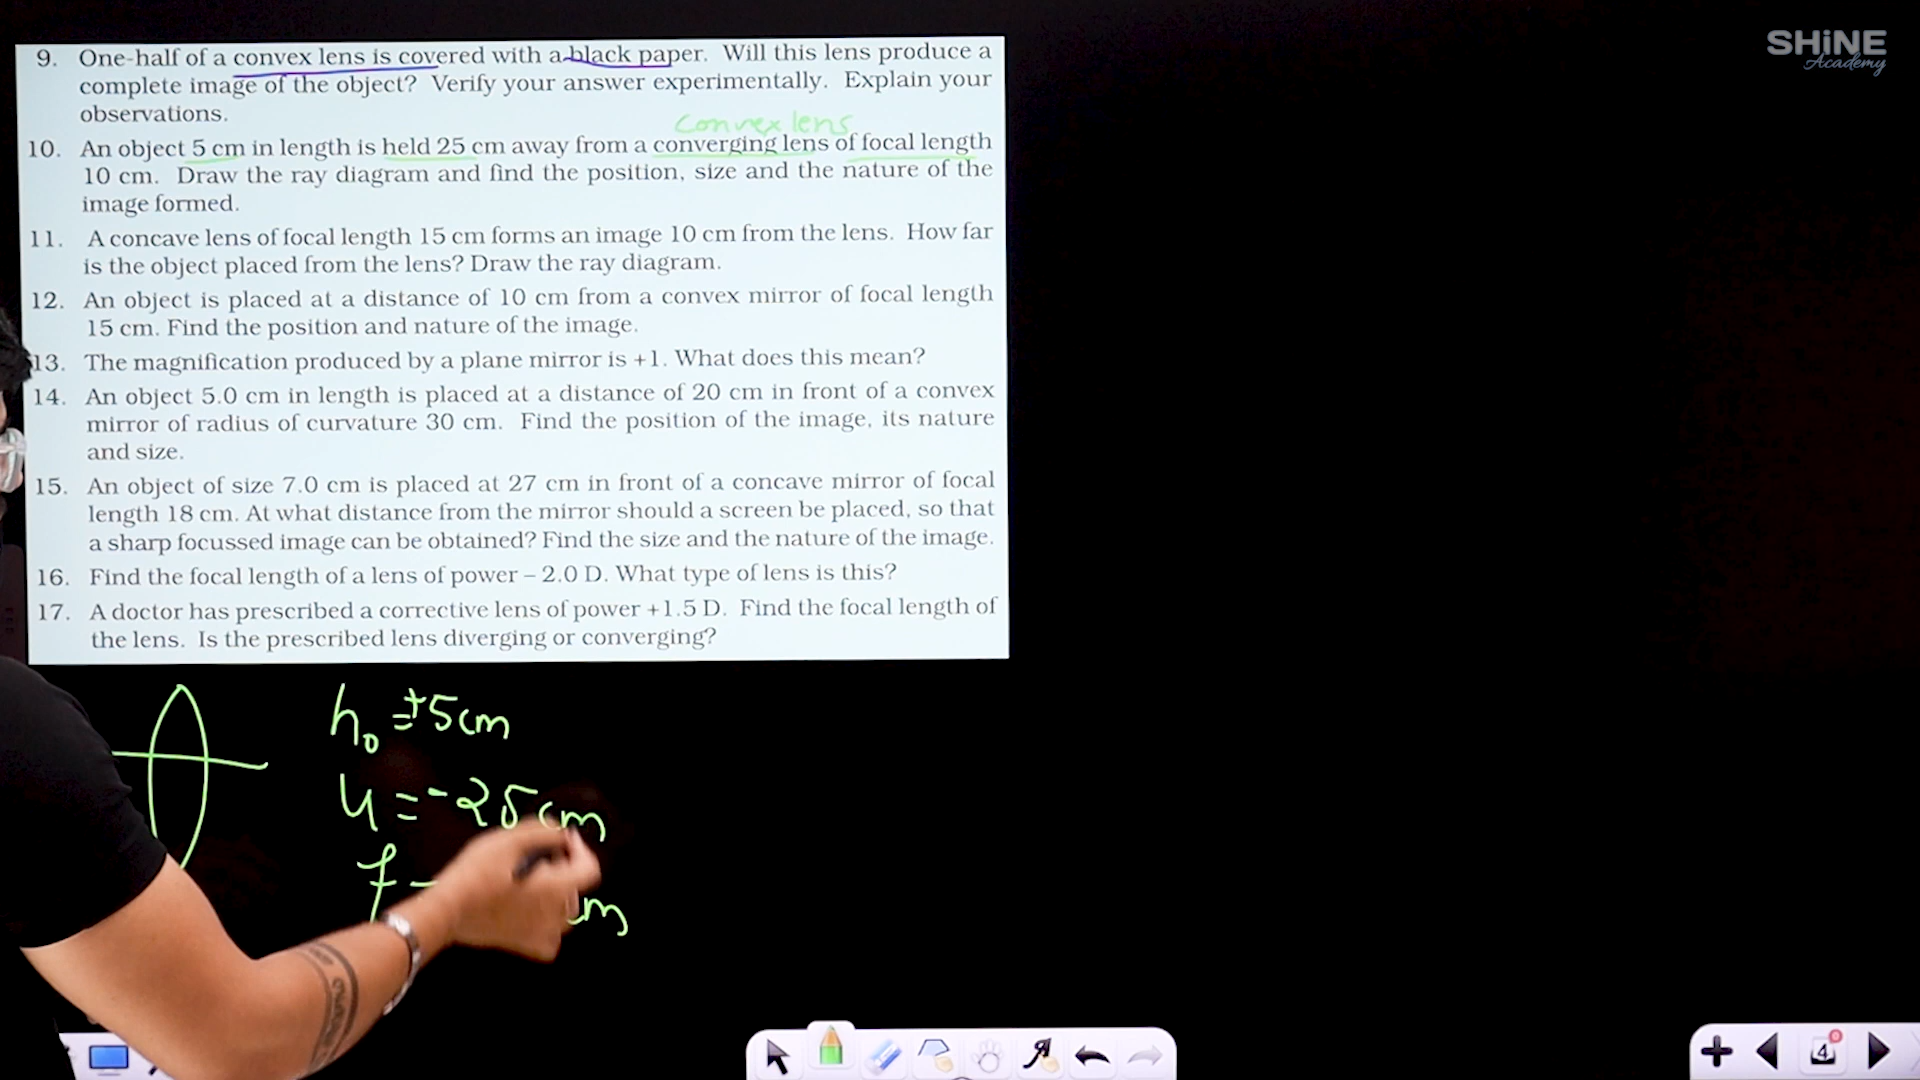 SHiNE
Academy
9. One-half of a convex lens is covered with a black paper. Will this lens produce a
complete image of the object? Verify your answer experimentally. Explain your
observations.
convex lens
10. An object 5 cm in length is held 25 cm away from a converging lens of focal length
10 cm. Draw the ray diagram and find the position, size and the nature of the
image formed.
11. A concave lens of focal length 15 cm forms an image 10 cm from the lens. How far
is the object placed from the lens? Draw the ray diagram.
12. An object is placed at a distance of 10 cm from a convex mirror of focal length
15 cm. Find the position and nature of the image.
13. The magnification produced by a plane mirror is +1. What does this mean?
14. An object 5.0 cm in length is placed at a distance of 20 cm in front of a convex
mirror of radius of curvature 30 cm. Find the position of the image, its nature
and size.
15. An object of size 7.0 cm is placed at 27 cm in front of a concave mirror of focal
length 18 cm. At what distance from the mirror should a screen be placed, so that
a sharp focussed image can be obtained? Find the size and the nature of the image.
16. Find the focal length of a lens of power – 2.0 D. What type of lens is this?
17. A doctor has prescribed a corrective lens of power +1.5 D. Find the focal length of
the lens. Is the prescribed lens diverging or converging?
h₀ = +5cm
u = -25cm
f cm
4